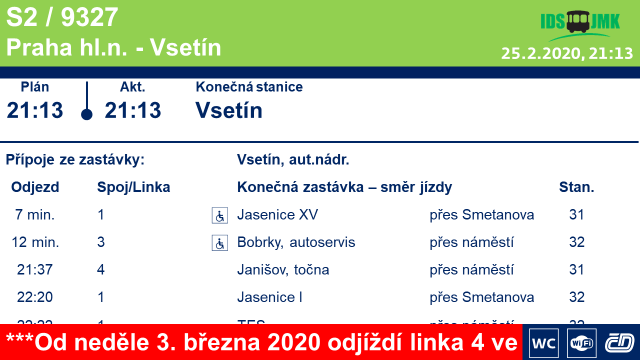 S2 / 9327
IDS JMK
Praha hl.n. - Vsetín
25.2.2020, 21:13
Plán Akt. Konečná stanice
21:13 21:13 Vsetín
Přípoje ze zastávky: Vsetín, aut.nádr.
Odjezd Spoj/Linka Konečná zastávka – směr jízdy Stan.
7 min. 1 Jasenice XV přes Smetanova 31
12 min. 3 Bobrky, autoservis přes náměstí 32
21:37 4 Janišov, točna přes náměstí 31
22:20 1 Jasenice I přes Smetanova 32
***Od neděle 3. března 2020 odjíždí linka 4 ve WC WiFi ČD